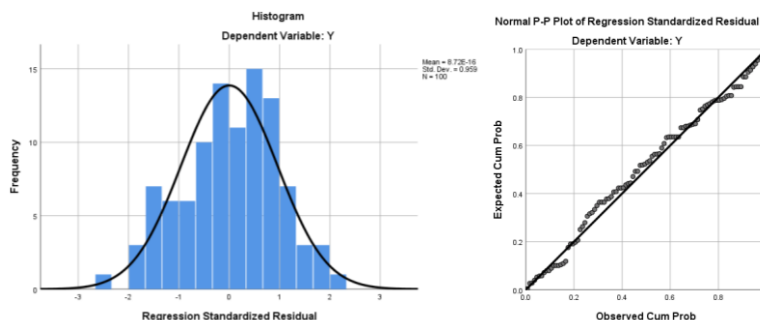 Histogram
Dependent Variable: Y
Mean = 8.72E-16
Std. Dev. = 0.959
N = 100
15
10
5
0
Frequency
-3 -2 -1 0 1 2 3
Regression Standardized Residual
Normal P-P Plot of Regression Standardized Residual
Dependent Variable: Y
1.0
0.8
0.6
0.4
0.2
0.0
Expected Cum Prob
0.0 0.2 0.4 0.6 0.8
Observed Cum Prob